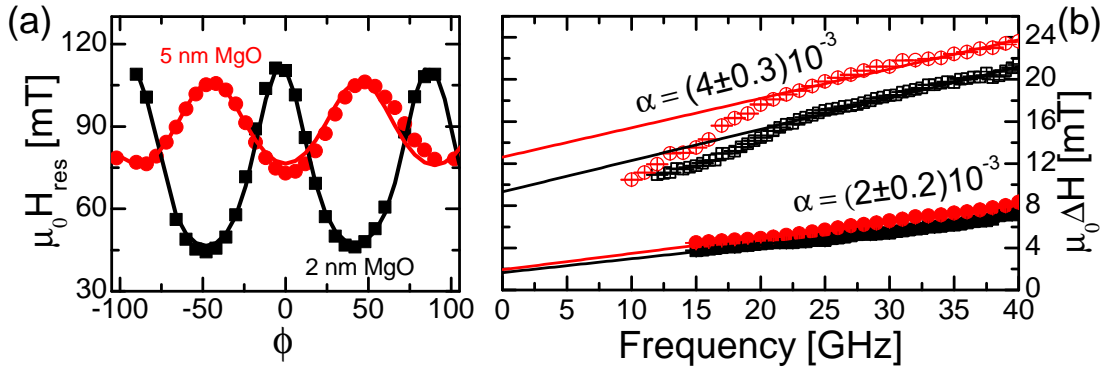 (a)
μ₀H_res [mT]
120
90
60
30
5 nm MgO
2 nm MgO
-100 -50 0 50 100
ϕ
(b)
α = (4±0.3)10⁻³
α = (2±0.2)10⁻³
24
20
16
12
8
4
μ₀ΔH [mT]
0 5 10 15 20 25 30 35 40
Frequency [GHz]